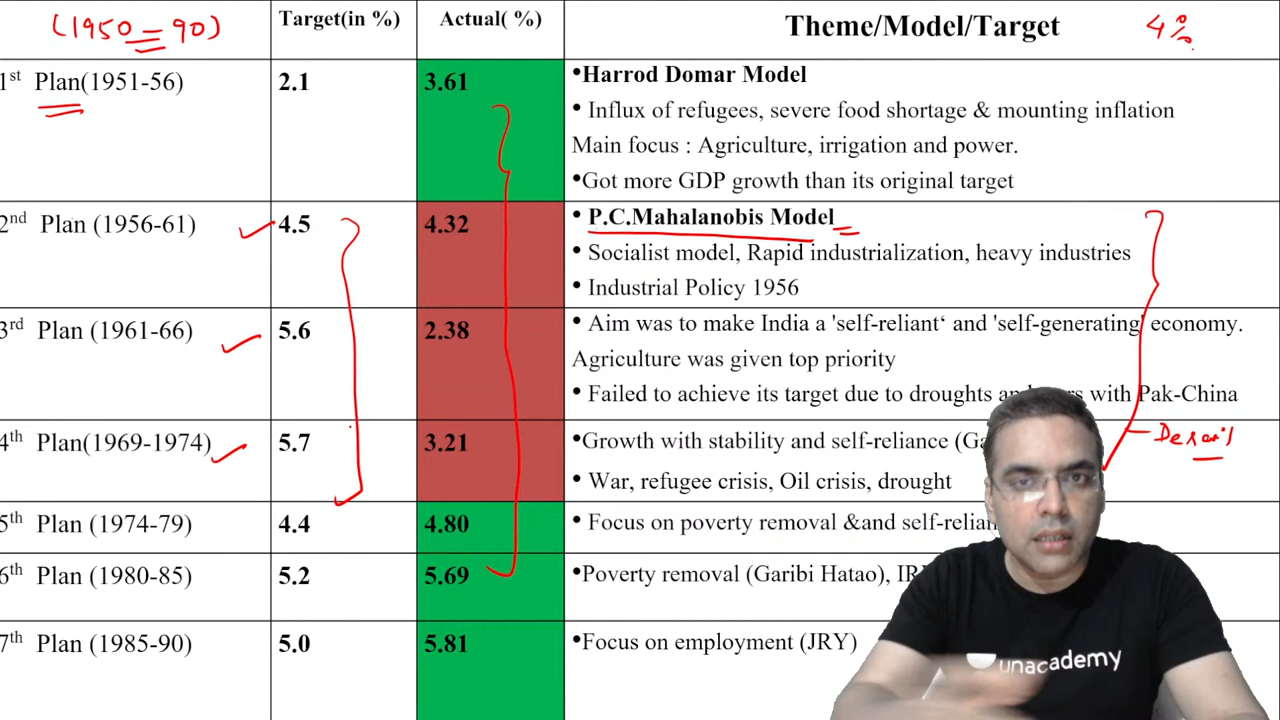 (1950 = 90)
Target(in %)
Actual( %)
Theme/Model/Target
4%
1st Plan(1951-56)
2.1
3.61
•Harrod Domar Model
• Influx of refugees, severe food shortage & mounting inflation
Main focus : Agriculture, irrigation and power.
•Got more GDP growth than its original target
2nd Plan (1956-61)
4.5
4.32
• P.C.Mahalanobis Model
• Socialist model, Rapid industrialization, heavy industries
• Industrial Policy 1956
3rd Plan (1961-66)
5.6
2.38
• Aim was to make India a 'self-reliant‘ and 'self-generating' economy.
Agriculture was given top priority
• Failed to achieve its target due to droughts and with Pak-China
4th Plan(1969-1974)
5.7
3.21
•Growth with stability and self-reliance
• War, refugee crisis, Oil crisis, drought
Derail
5th Plan (1974-79)
4.4
4.80
• Focus on poverty removal &and
6th Plan (1980-85)
5.2
5.69
•Poverty removal (Garibi Hatao),
7th Plan (1985-90)
5.0
5.81
•Focus on employment (JRY)
unacademy